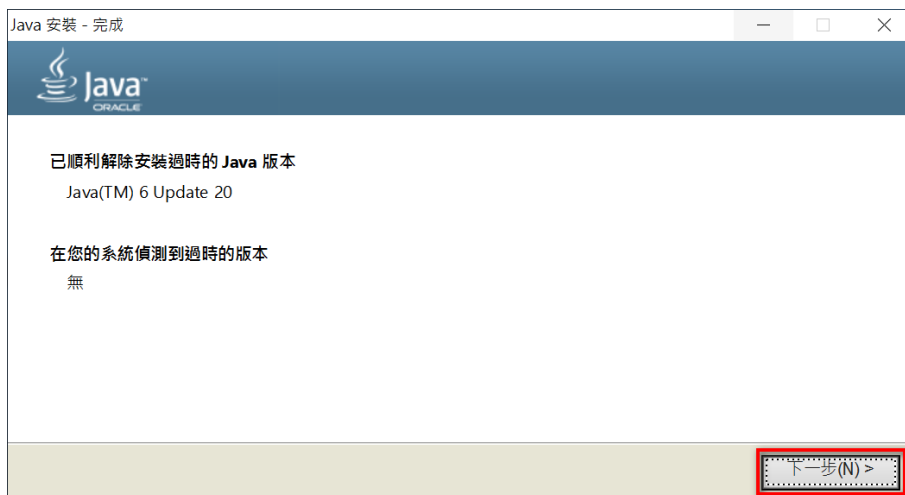 Java 安裝 - 完成
Java™
ORACLE
已順利解除安裝過時的 Java 版本
Java(TM) 6 Update 20
在您的系統偵測到過時的版本
無
下一步(N) >